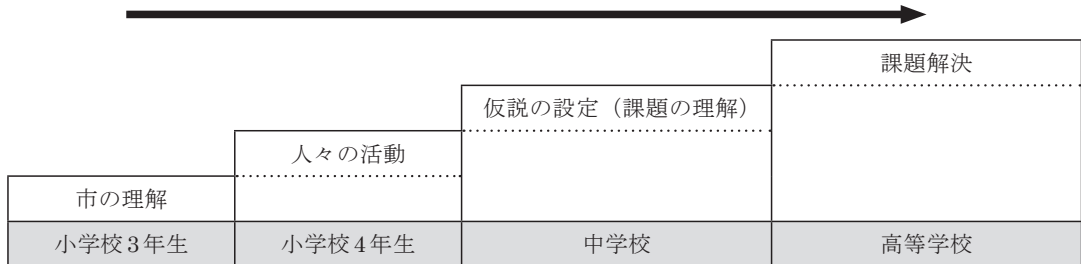 課題解決
仮説の設定（課題の理解）
人々の活動
市の理解
小学校3年生
小学校4年生
中学校
高等学校